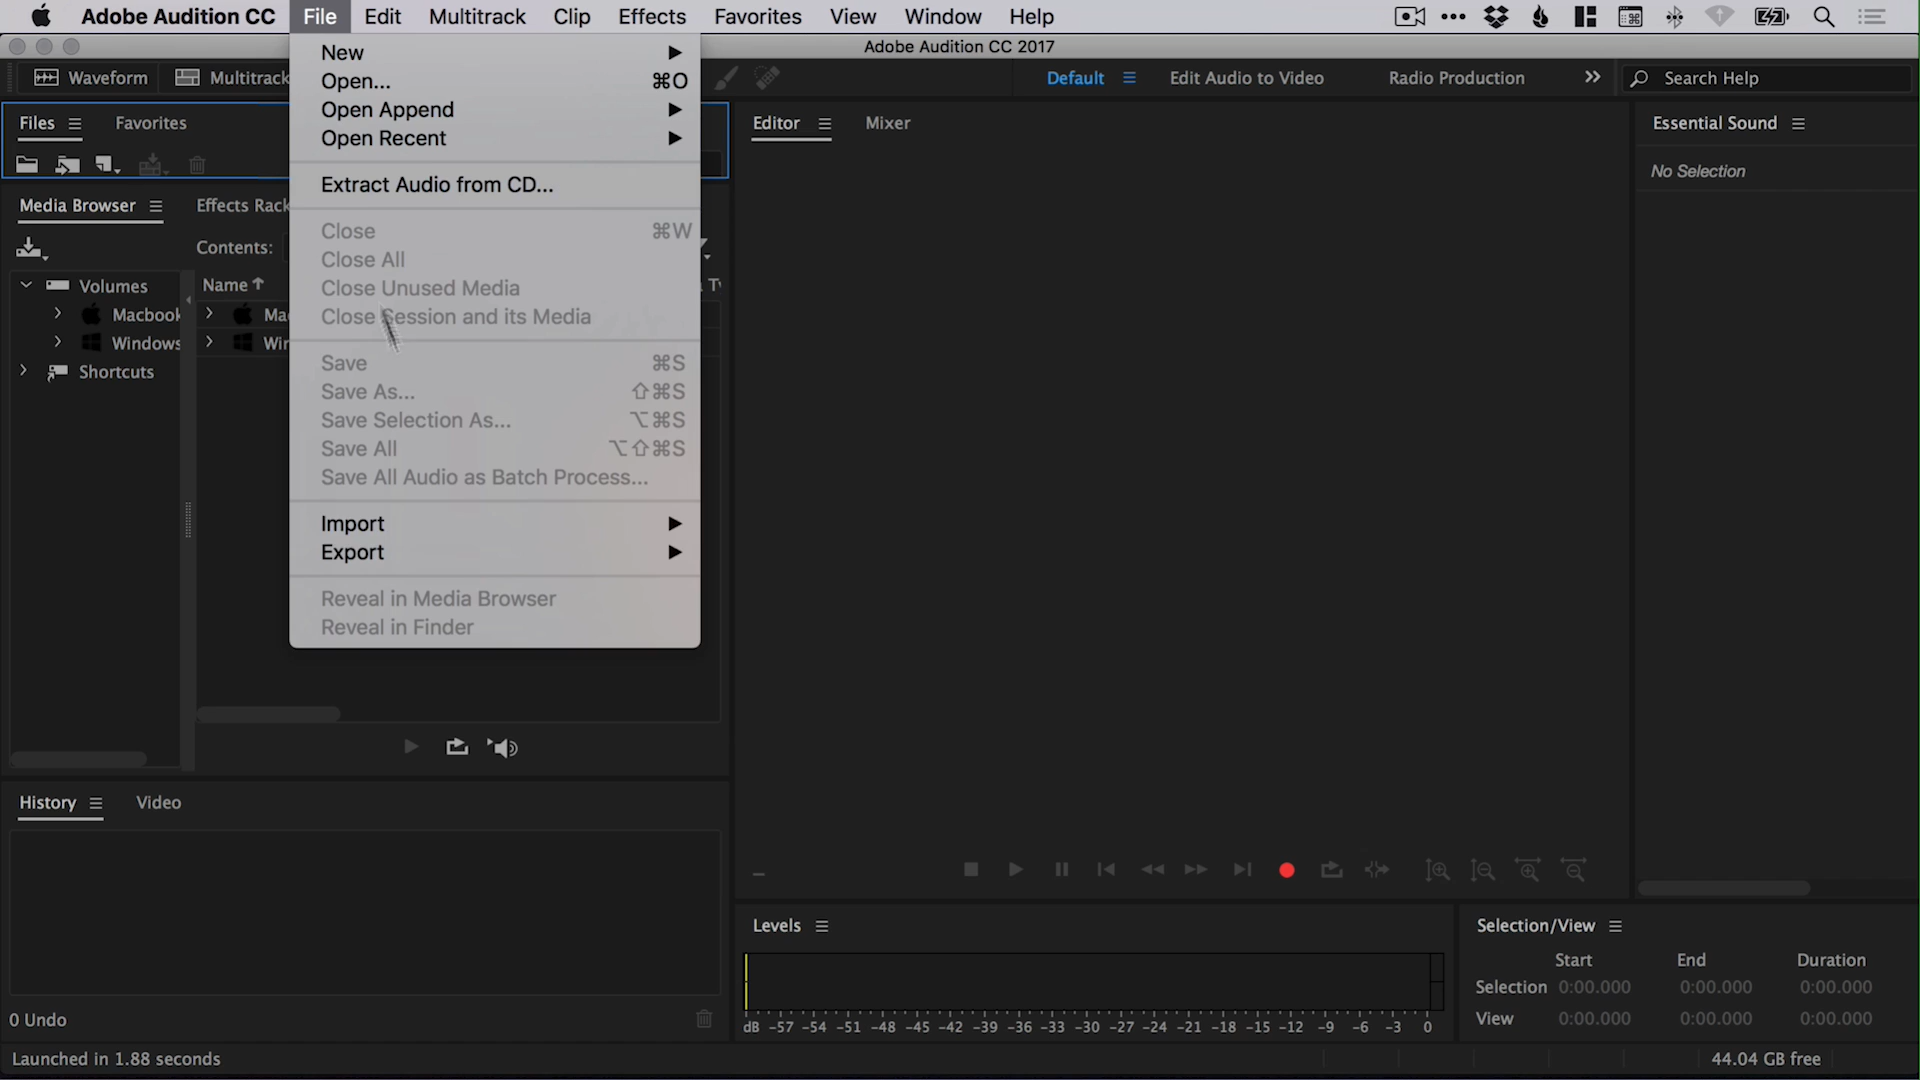 Adobe Audition CC File Edit Multitrack Clip Effects Favorites View Window Help
Adobe Audition CC 2017
Waveform Multitrack Default Edit Audio to Video Radio Production Search Help
Files Favorites
New
Open... ⌘O
Open Append
Open Recent
Extract Audio from CD...
Close ⌘W
Close All
Close Unused Media
Close Session and its Media
Save ⌘S
Save As... ⇧⌘S
Save Selection As... ⌥⌘S
Save All ⌥⇧⌘S
Save All Audio as Batch Process...
Import
Export
Reveal in Media Browser
Reveal in Finder
Media Browser Effects Rack
Contents:
Volumes Name
Macbook
Windows
Shortcuts
Editor Mixer
Essential Sound
No Selection
History Video
0 Undo
Launched in 1.88 seconds
Levels
dB -57 -54 -51 -48 -45 -42 -39 -36 -33 -30 -27 -24 -21 -18 -15 -12 -9 -6 -3 0
Selection/View
Start End Duration
Selection 0:00.000 0:00.000 0:00.000
View 0:00.000 0:00.000 0:00.000
44.04 GB free